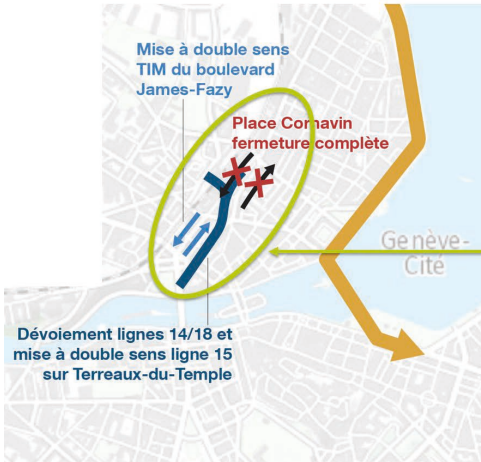 Mise à double sens
TIM du boulevard
James-Fazy
Place Cornavin
fermeture complète
Genève-
Cité
Dévoiement lignes 14/18 et
mise à double sens ligne 15
sur Terreaux-du-Temple